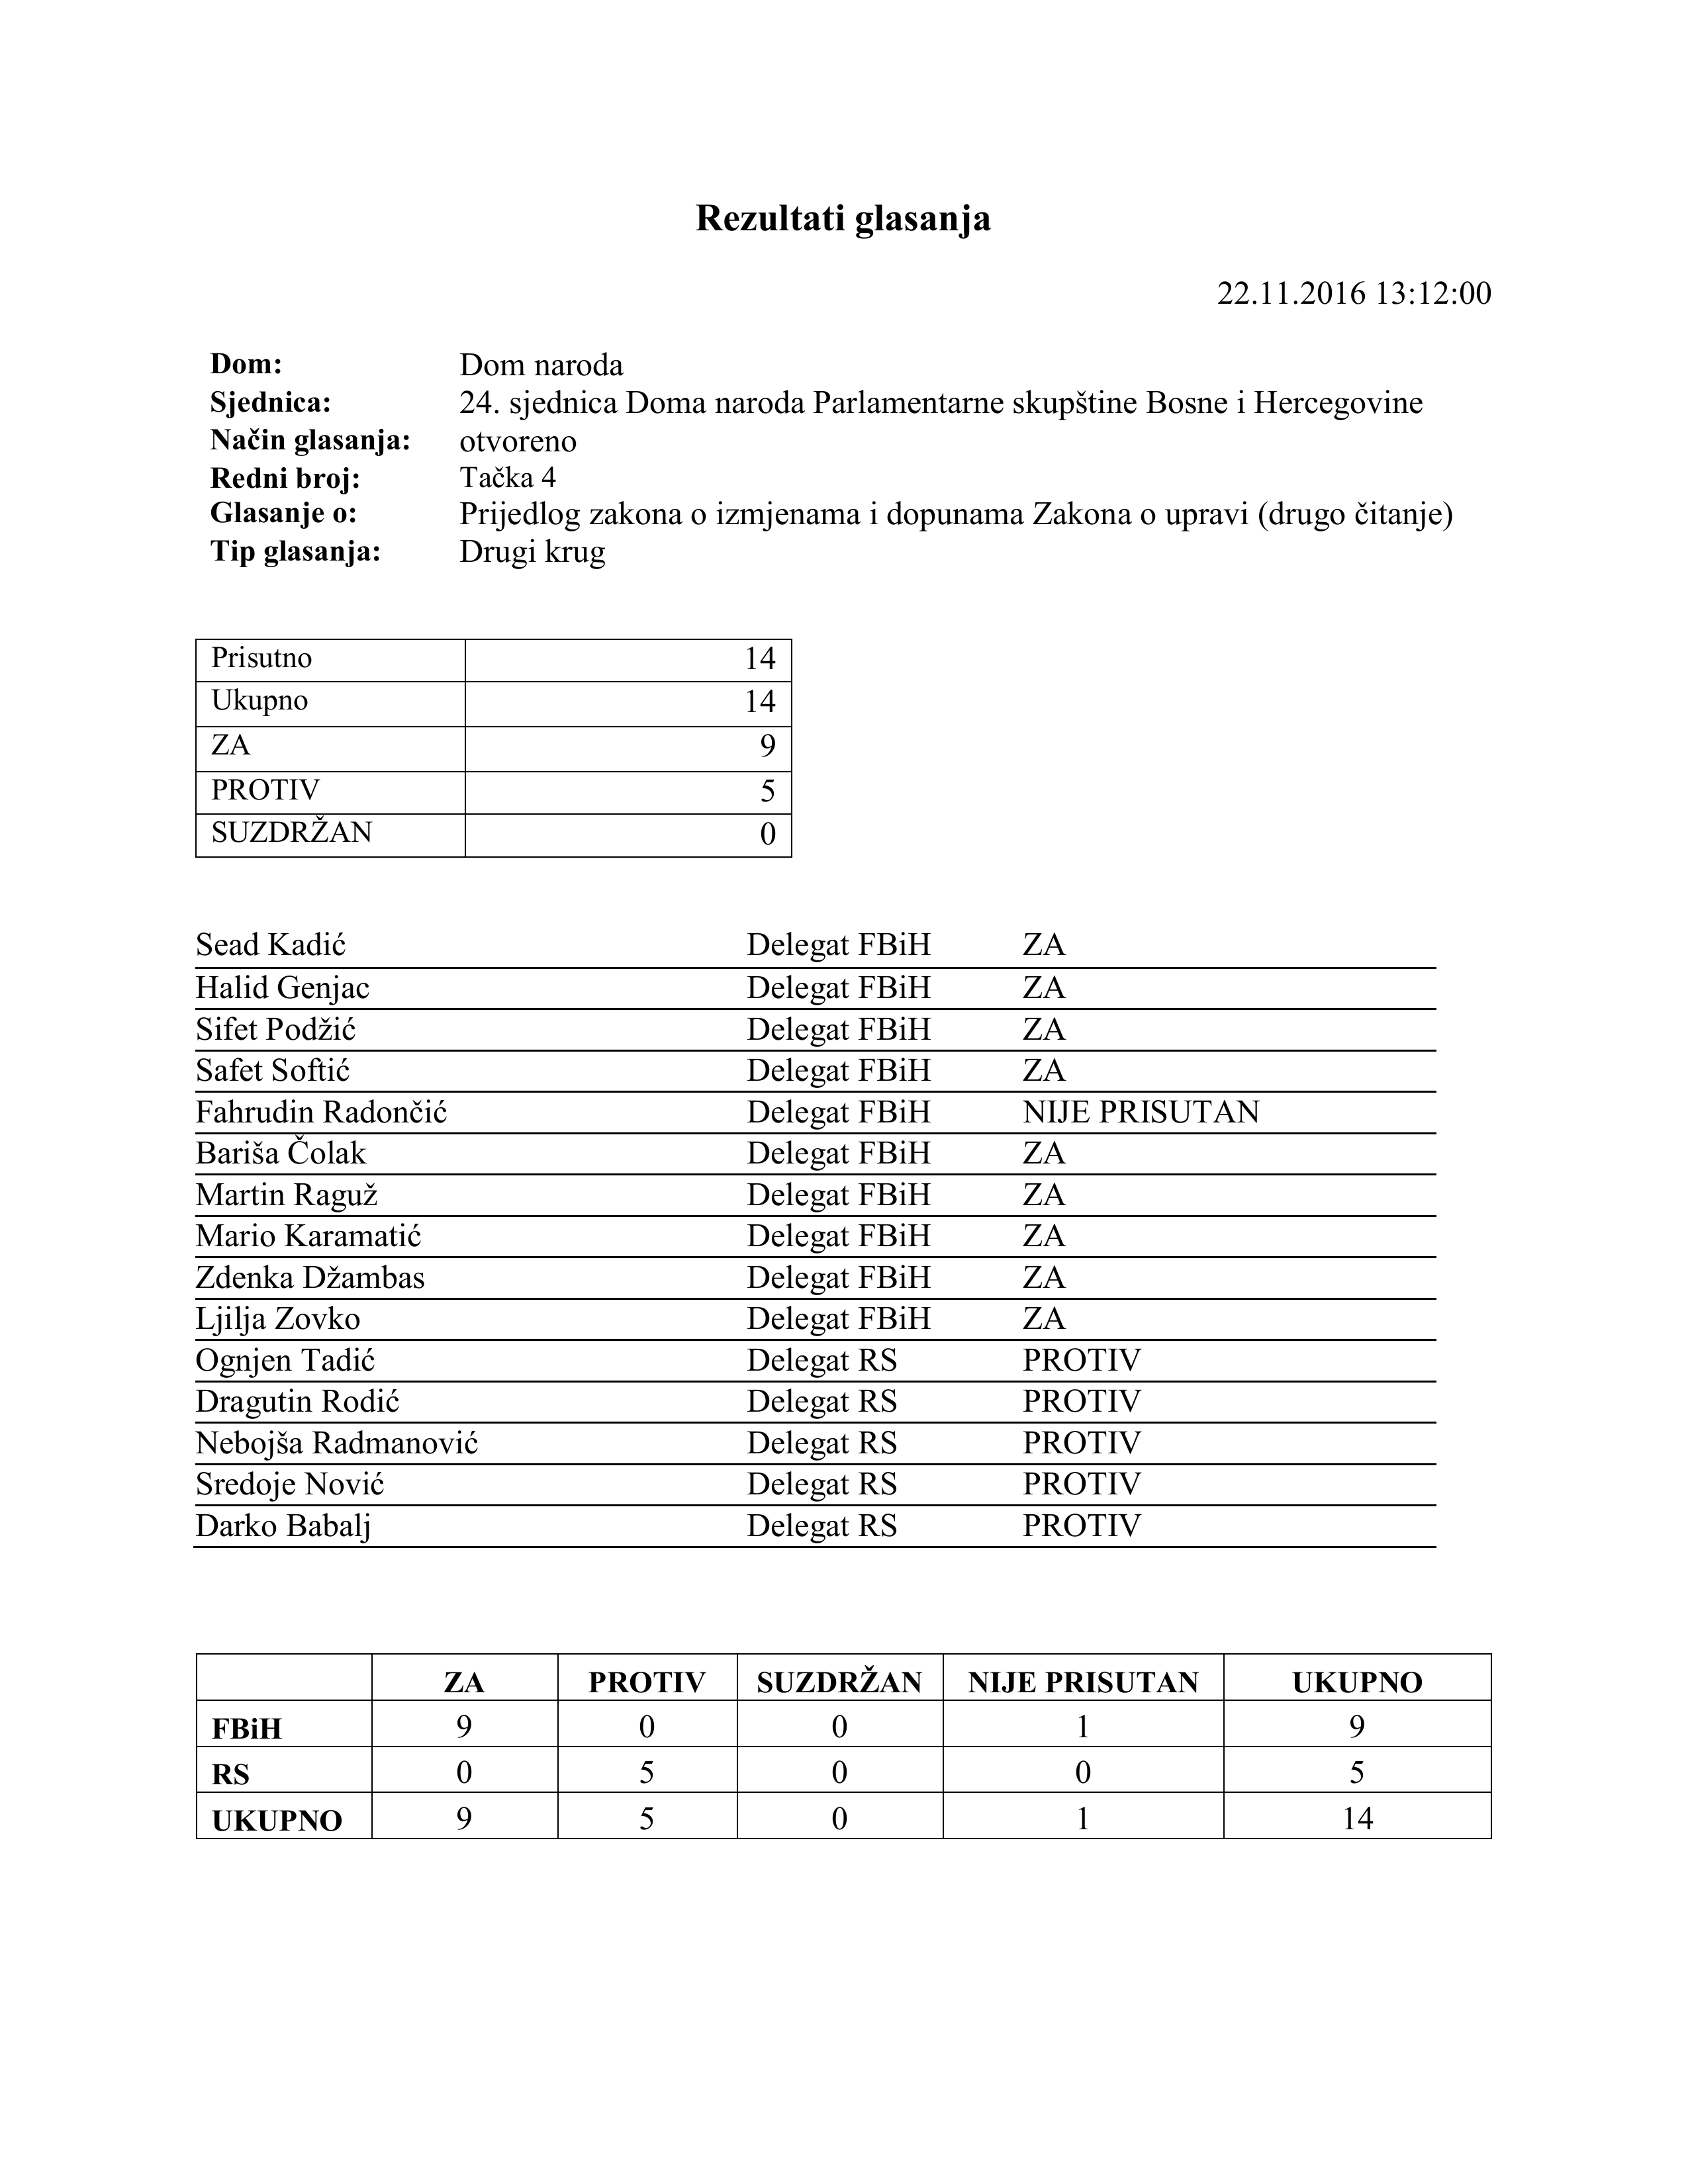 Rezultati glasanja
22.11.2016 13:12:00
Dom: Dom naroda
Sjednica: 24. sjednica Doma naroda Parlamentarne skupštine Bosne i Hercegovine
Način glasanja: otvoreno
Redni broj: Tačka 4
Glasanje o: Prijedlog zakona o izmjenama i dopunama Zakona o upravi (drugo čitanje)
Tip glasanja: Drugi krug
Prisutno 14
Ukupno 14
ZA 9
PROTIV 5
SUZDRŽAN 0
Sead Kadić Delegat FBiH ZA
Halid Genjac Delegat FBiH ZA
Sifet Podžić Delegat FBiH ZA
Safet Softić Delegat FBiH ZA
Fahrudin Radončić Delegat FBiH NIJE PRISUTAN
Bariša Čolak Delegat FBiH ZA
Martin Raguž Delegat FBiH ZA
Mario Karamatić Delegat FBiH ZA
Zdenka Džambas Delegat FBiH ZA
Ljilja Zovko Delegat FBiH ZA
Ognjen Tadić Delegat RS PROTIV
Dragutin Rodić Delegat RS PROTIV
Nebojša Radmanović Delegat RS PROTIV
Sredoje Nović Delegat RS PROTIV
Darko Babalj Delegat RS PROTIV
ZA PROTIV SUZDRŽAN NIJE PRISUTAN UKUPNO
FBiH 9 0 0 1 9
RS 0 5 0 0 5
UKUPNO 9 5 0 1 14